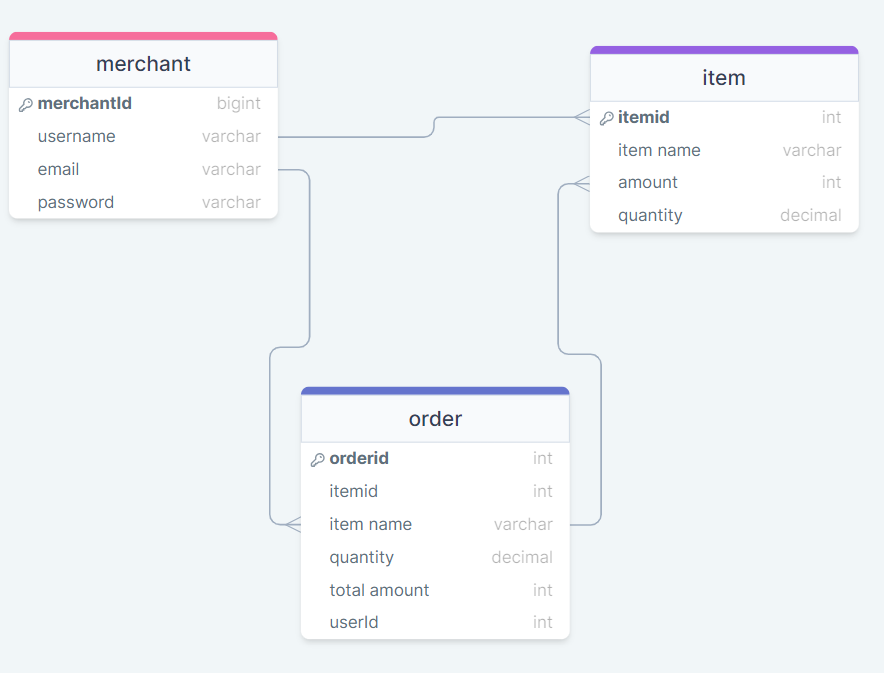 merchant
merchantId bigint
username varchar
email varchar
password varchar
item
itemid int
item name varchar
amount int
quantity decimal
order
orderid int
itemid int
item name varchar
quantity decimal
total amount int
userId int